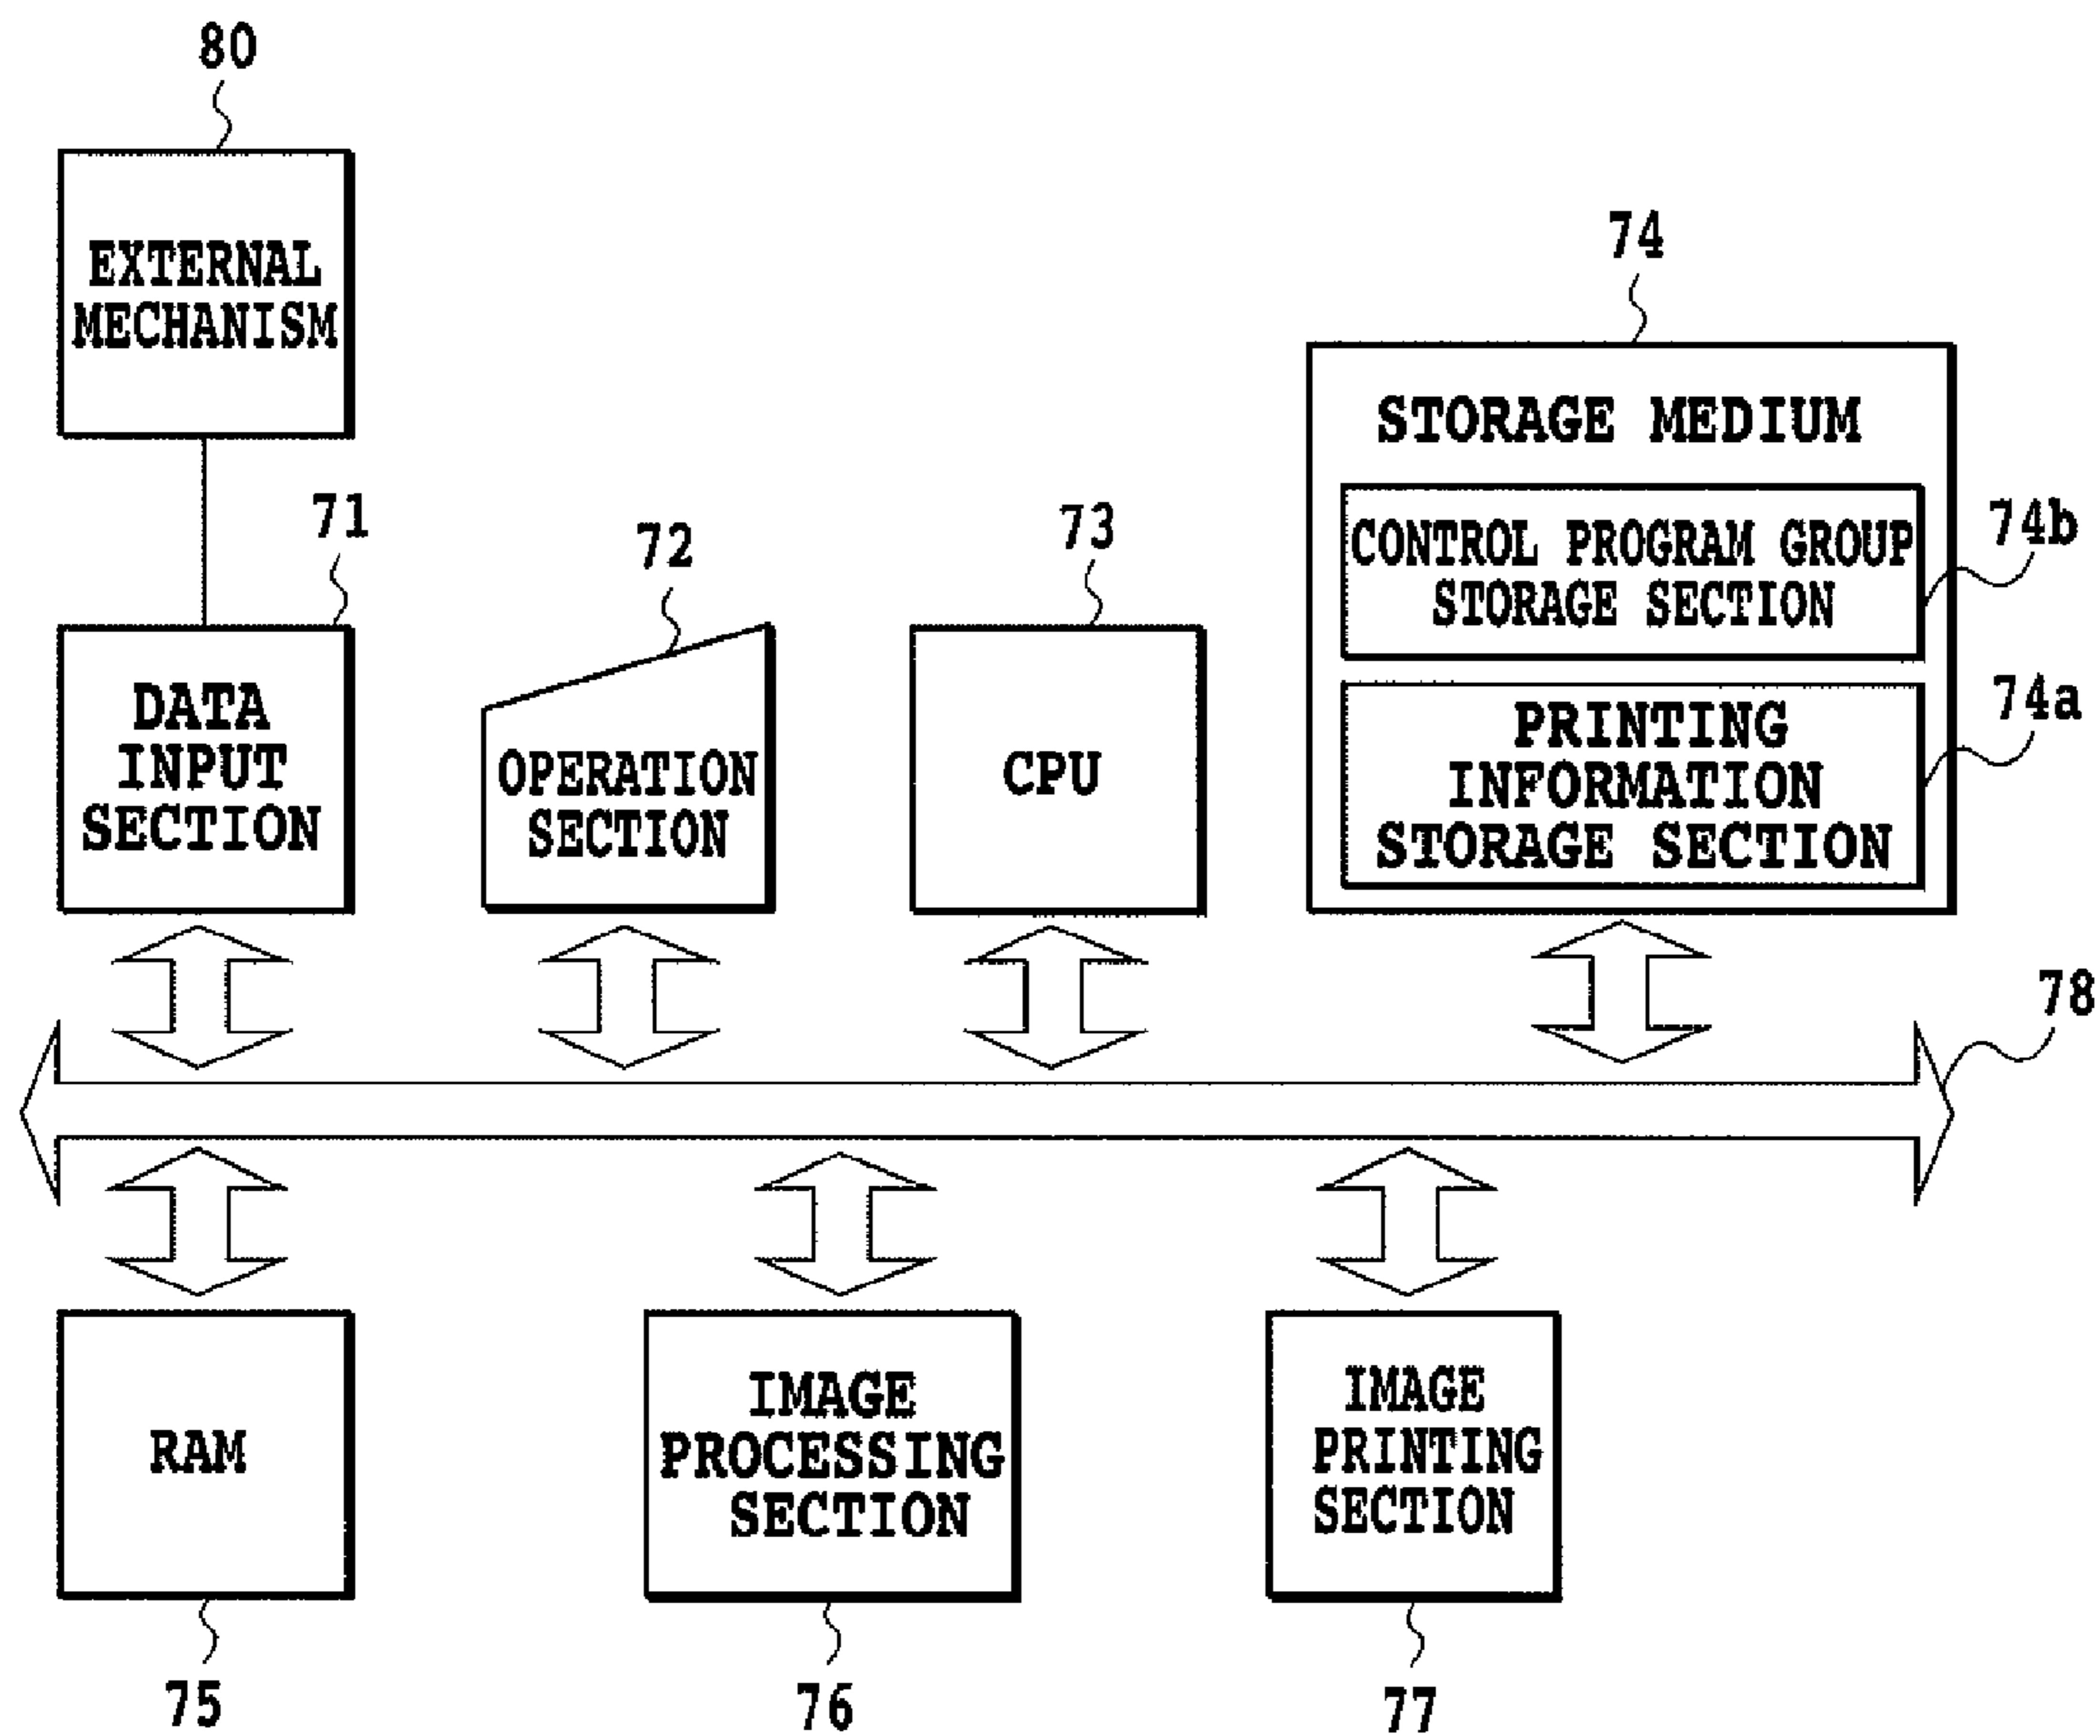 80
EXTERNAL
MECHANISM
71
DATA
INPUT
SECTION
72
OPERATION
SECTION
73
CPU
74
STORAGE MEDIUM
CONTROL PROGRAM GROUP
STORAGE SECTION
74b
PRINTING
INFORMATION
STORAGE SECTION
74a
78
RAM
75
IMAGE
PROCESSING
SECTION
76
IMAGE
PRINTING
SECTION
77